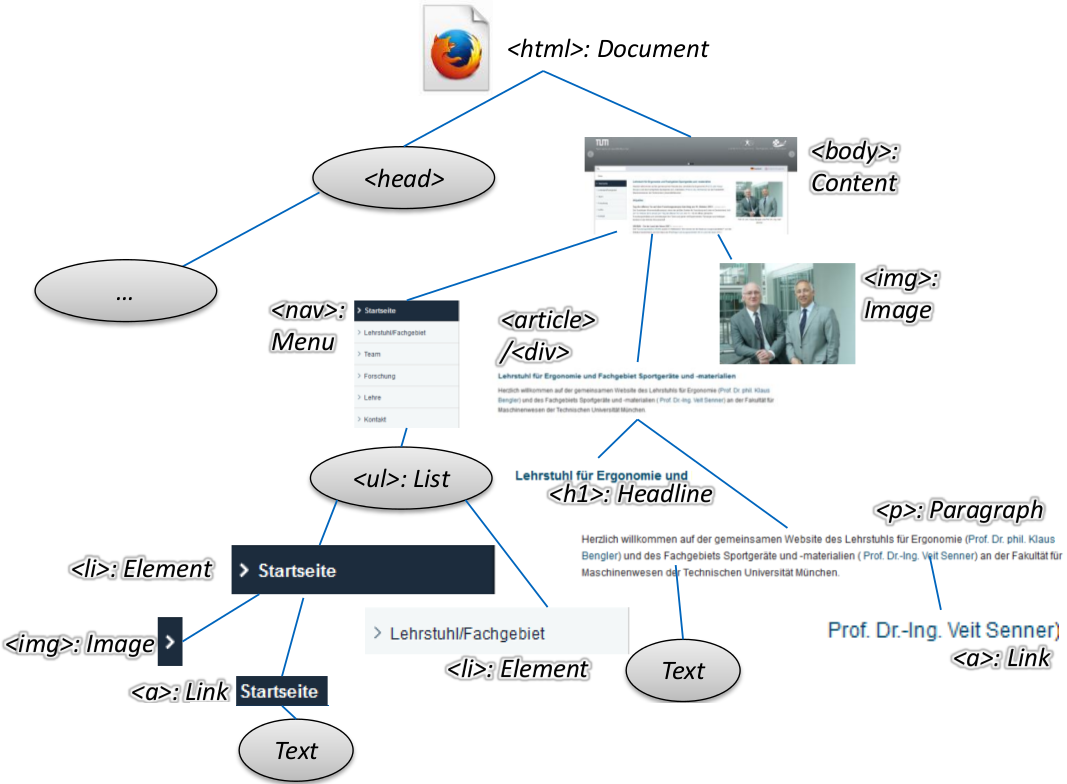 <html>: Document
<head>
TUM
<body>:
Content
...
<nav>:
Menu
Startseite
Lehrstuhl/Fachgebiet
Team
Forschung
Lehre
Kontakt
<article>
/<div>
<img>:
Image
Lehrstuhl für Ergonomie und Fachgebiet Sportgeräte und -materialien
Herzlich willkommen auf der gemeinsamen Website des Lehrstuhls für Ergonomie (Prof. Dr. phil. Klaus
Bengler) und des Fachgebiets Sportgeräte und -materialien ( Prof. Dr.-Ing. Veit Senner) an der Fakultät für
Maschinenwesen der Technischen Universität München.
<ul>: List
Lehrstuhl für Ergonomie und
<h1>: Headline
<p>: Paragraph
Herzlich willkommen auf der gemeinsamen Website des Lehrstuhls für Ergonomie (Prof. Dr. phil. Klaus
Bengler) und des Fachgebiets Sportgeräte und -materialien ( Prof. Dr.-Ing. Veit Senner) an der Fakultät für
Maschinenwesen der Technischen Universität München.
<li>: Element
Startseite
<img>: Image
Lehrstuhl/Fachgebiet
<li>: Element
Text
Prof. Dr.-Ing. Veit Senner)
<a>: Link
<a>: Link
Startseite
Text